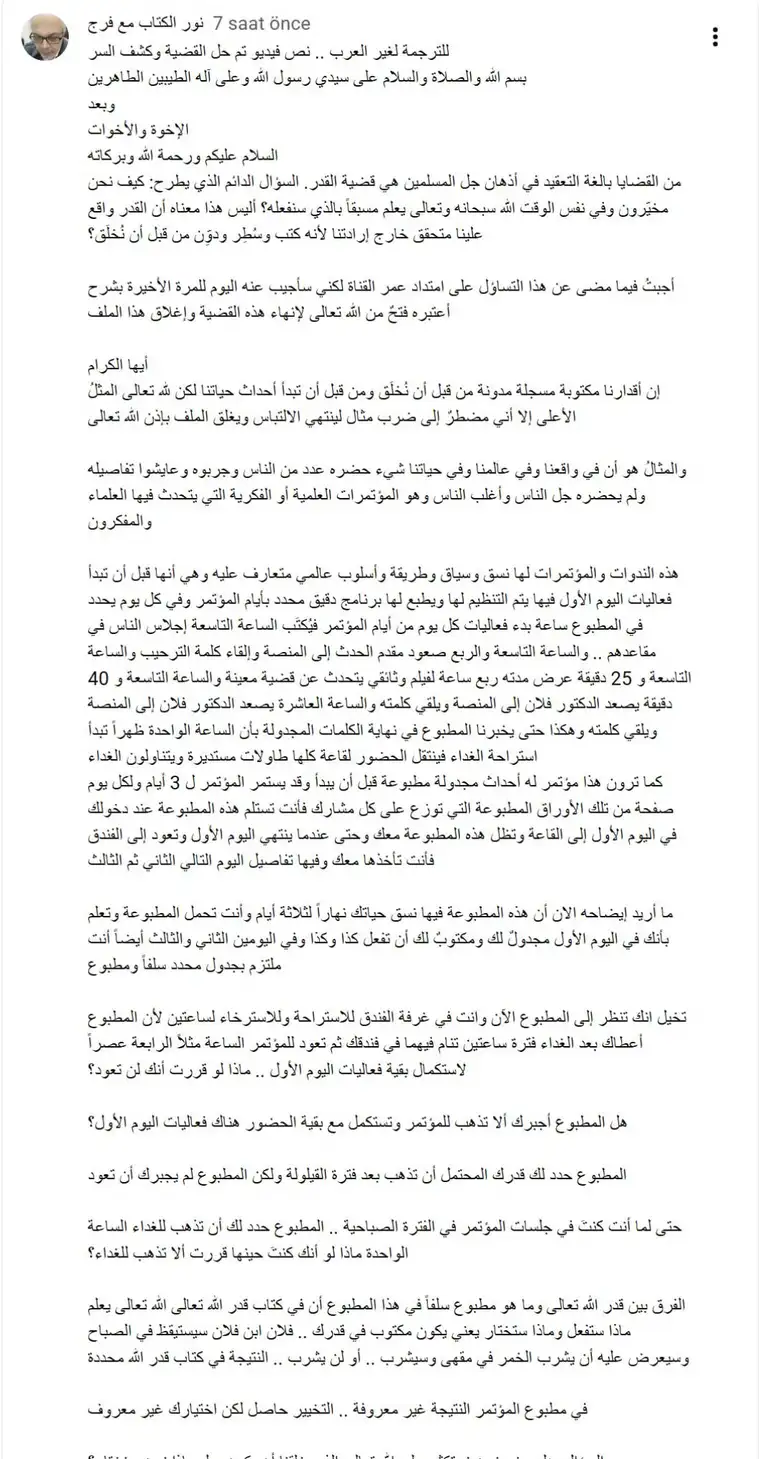 نور الكتاب مع فرج 7 saat önce
للترجمة لغير العرب .. نص فيديو تم حل القضية وكشف السر
بسم الله والصلاة والسلام على سيدي رسول الله وعلى آله الطيبين الطاهرين
وبعد
الإخوة والأخوات
السلام عليكم ورحمة الله وبركاته
من القضايا بالغة التعقيد في أذهان جل المسلمين هي قضية القدر. السؤال الدائم الذي يطرح: كيف نحن
مخيّرون وفي نفس الوقت الله سبحانه وتعالى يعلم مسبقاً بالذي سنفعله؟ أليس هذا معناه أن القدر واقع
علينا متحقق خارج إرادتنا لأنه كتب وسُطِر ودوّن من قبل أن نُخلَق؟
أجبتُ فيما مضى عن هذا التساؤل على امتداد عمر القناة لكني سأجيب عنه اليوم للمرة الأخيرة بشرح
أعتبره فتحٌ من الله تعالى لإنهاء هذه القضية وإغلاق هذا الملف
أيها الكرام
إن أقدارنا مكتوبة مسجلة مدونة من قبل أن نُخلَق ومن قبل أن تبدأ أحداث حياتنا لكن لله تعالى المثلُ
الأعلى إلا أني مضطرٌ إلى ضرب مثال لينتهي الالتباس ويغلق الملف بإذن الله تعالى
والمثالُ هو أن في واقعنا وفي عالمنا وفي حياتنا شيء حضره عدد من الناس وجربوه وعايشوا تفاصيله
ولم يحضره جل الناس وأغلب الناس وهو المؤتمرات العلمية أو الفكرية التي يتحدث فيها العلماء
والمفكرون
هذه الندوات والمؤتمرات لها نسق وسياق وطريقة وأسلوب عالمي متعارف عليه وهي أنها قبل أن تبدأ
فعاليات اليوم الأول فيها يتم التنظيم لها ويطبع لها برنامج دقيق محدد بأيام المؤتمر وفي كل يوم يحدد
في المطبوع ساعة بدء فعاليات كل يوم من أيام المؤتمر فيُكتَب الساعة التاسعة إجلاس الناس في
مقاعدهم .. والساعة التاسعة والربع صعود مقدم الحدث إلى المنصة وإلقاء كلمة الترحيب والساعة
التاسعة و 25 دقيقة عرض مدته ربع ساعة لفيلم وثائقي يتحدث عن قضية معينة والساعة التاسعة و 40
دقيقة يصعد الدكتور فلان إلى المنصة ويلقي كلمته والساعة العاشرة يصعد الدكتور فلان إلى المنصة
ويلقي كلمته وهكذا حتى يخبرنا المطبوع في نهاية الكلمات المجدولة بأن الساعة الواحدة ظهراً تبدأ
استراحة الغداء فينتقل الحضور لقاعة كلها طاولات مستديرة ويتناولون الغداء
كما ترون هذا مؤتمر له أحداث مجدولة مطبوعة قبل أن يبدأ وقد يستمر المؤتمر ل 3 أيام ولكل يوم
صفحة من تلك الأوراق المطبوعة التي توزع على كل مشارك فأنت تستلم هذه المطبوعة عند دخولك
في اليوم الأول إلى القاعة وتظل هذه المطبوعة معك وحتى عندما ينتهي اليوم الأول وتعود إلى الفندق
فأنت تأخذها معك وفيها تفاصيل اليوم التالي الثاني ثم الثالث
ما أريد إيضاحه الان أن هذه المطبوعة فيها نسق حياتك نهاراً لثلاثة أيام وأنت تحمل المطبوعة وتعلم
بأنك في اليوم الأول مجدولٌ لك ومكتوبٌ لك أن تفعل كذا وكذا وفي اليومين الثاني والثالث أيضاً أنت
ملتزم بجدول محدد سلفاً ومطبوع
تخيل انك تنظر إلى المطبوع الآن وانت في غرفة الفندق للاستراحة وللاسترخاء لساعتين لأن المطبوع
أعطاك بعد الغداء فترة ساعتين تنام فيهما في فندقك ثم تعود للمؤتمر الساعة مثلاً الرابعة عصراً
لاستكمال بقية فعاليات اليوم الأول .. ماذا لو قررت أنك لن تعود؟
هل المطبوع أجبرك ألا تذهب للمؤتمر وتستكمل مع بقية الحضور هناك فعاليات اليوم الأول؟
المطبوع حدد لك قدرك المحتمل أن تذهب بعد فترة القيلولة ولكن المطبوع لم يجبرك أن تعود
حتى لما أنت كنتَ في جلسات المؤتمر في الفترة الصباحية .. المطبوع حدد لك أن تذهب للغداء الساعة
الواحدة ماذا لو أنك كنتَ حينها قررت ألا تذهب للغداء؟
الفرق بين قدر الله تعالى وما هو مطبوع سلفاً في هذا المطبوع أن في كتاب قدر الله تعالى الله تعالى يعلم
ماذا ستفعل وماذا ستختار يعني يكون مكتوب في قدرك .. فلان ابن فلان سيستيقظ في الصباح
وسيعرض عليه أن يشرب الخمر في مقهى وسيشرب .. أو لن يشرب .. النتيجة في كتاب قدر الله محددة
في مطبوع المؤتمر النتيجة غير معروفة .. التخيير حاصل لكن اختيارك غير معروف